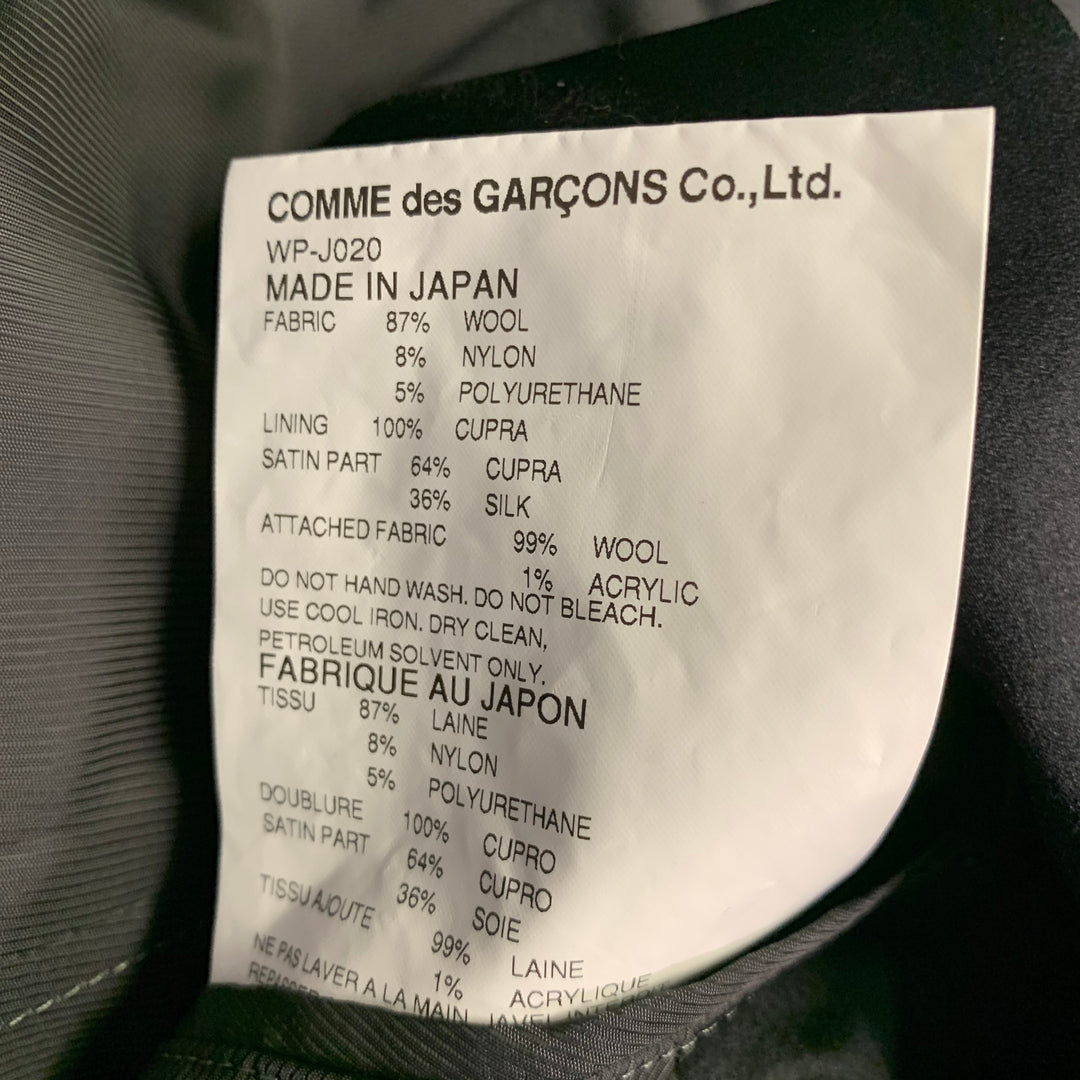 COMME des GARÇONS Co.,Ltd.
WP-J020
MADE IN JAPAN
FABRIC 87% WOOL
8% NYLON
5% POLYURETHANE
LINING 100% CUPRA
SATIN PART 64% CUPRA
36% SILK
ATTACHED FABRIC 99% WOOL
1% ACRYLIC
DO NOT HAND WASH. DO NOT BLEACH.
USE COOL IRON. DRY CLEAN,
PETROLEUM SOLVENT ONLY.
FABRIQUE AU JAPON
TISSU 87% LAINE
8% NYLON
5% POLYURETHANE
DOUBLURE 100% CUPRO
SATIN PART 64% CUPRO
36% SOIE
TISSU AJOUTE 99% LAINE
1% ACRYLIQUE
NE PAS LAVER A LA MAIN